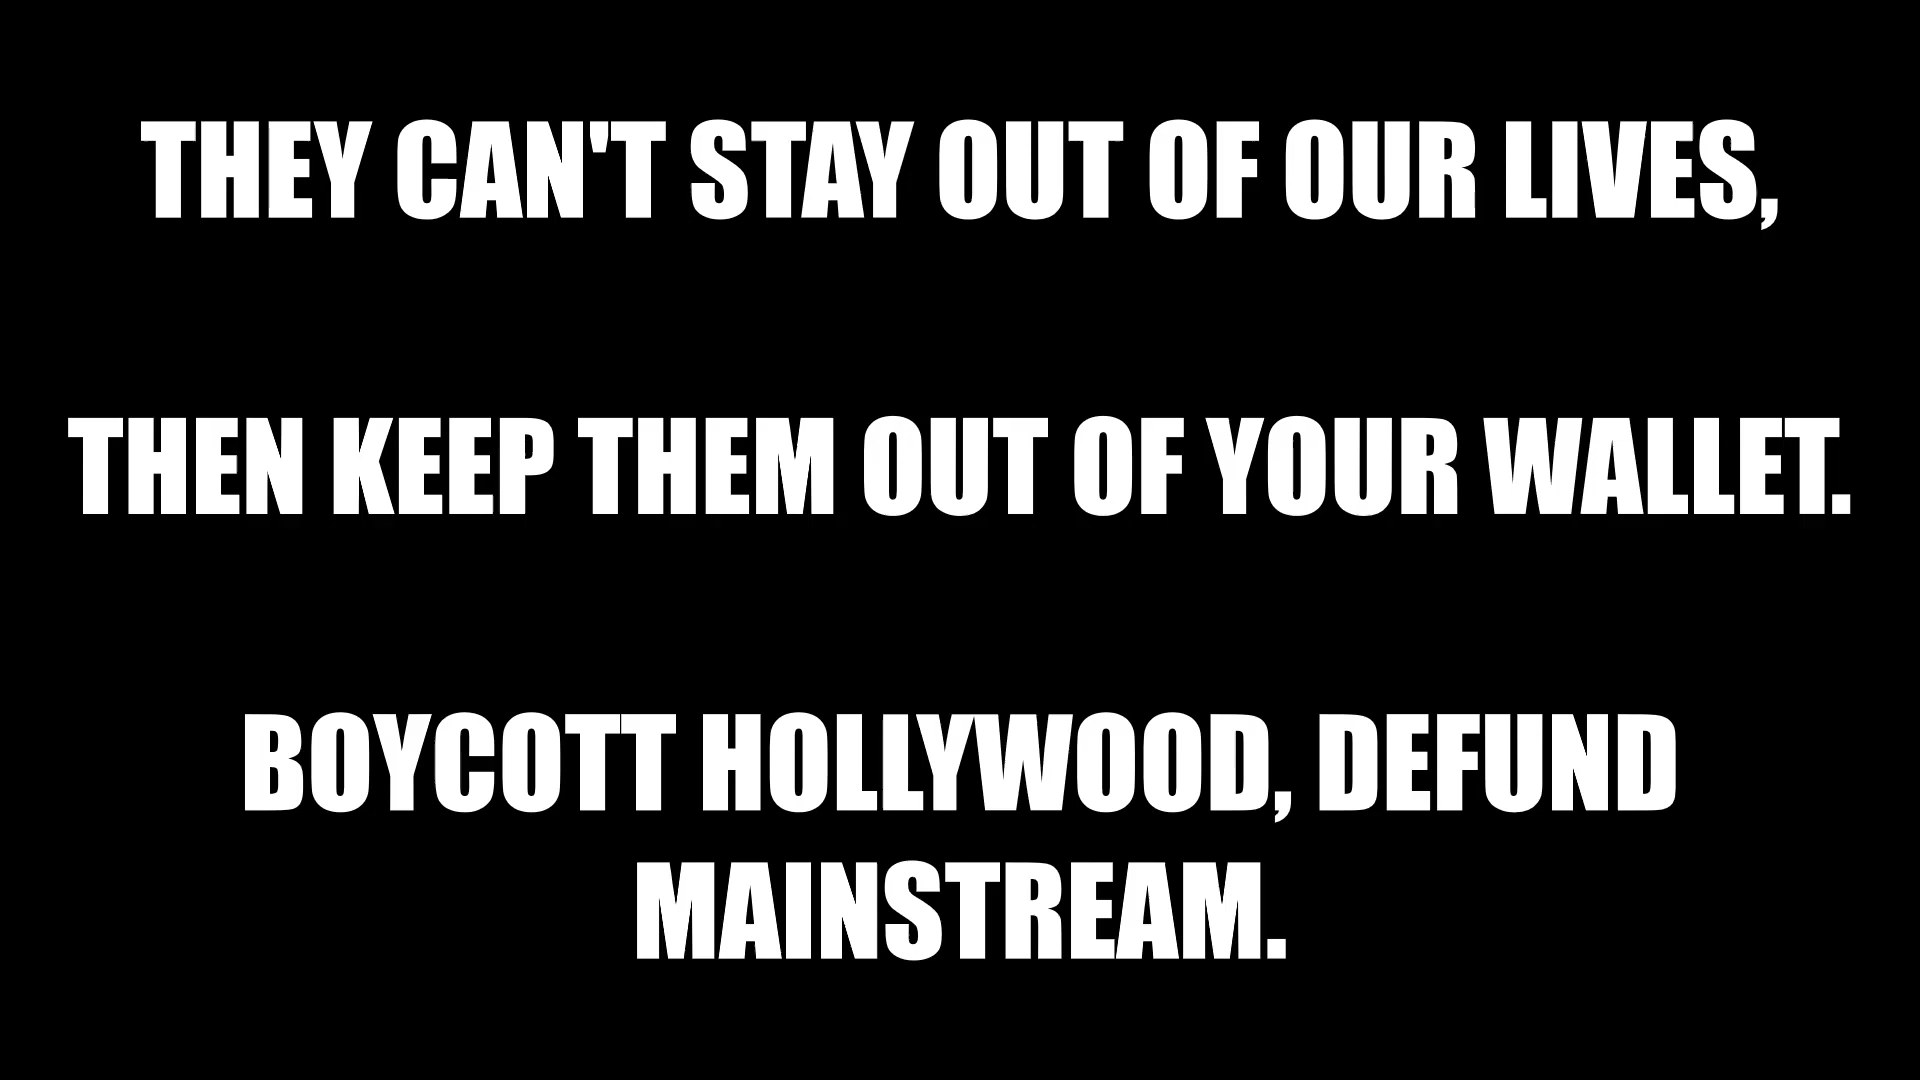 THEY CAN'T STAY OUT OF OUR LIVES,
THEN KEEP THEM OUT OF YOUR WALLET.
BOYCOTT HOLLYWOOD, DEFUND
MAINSTREAM.